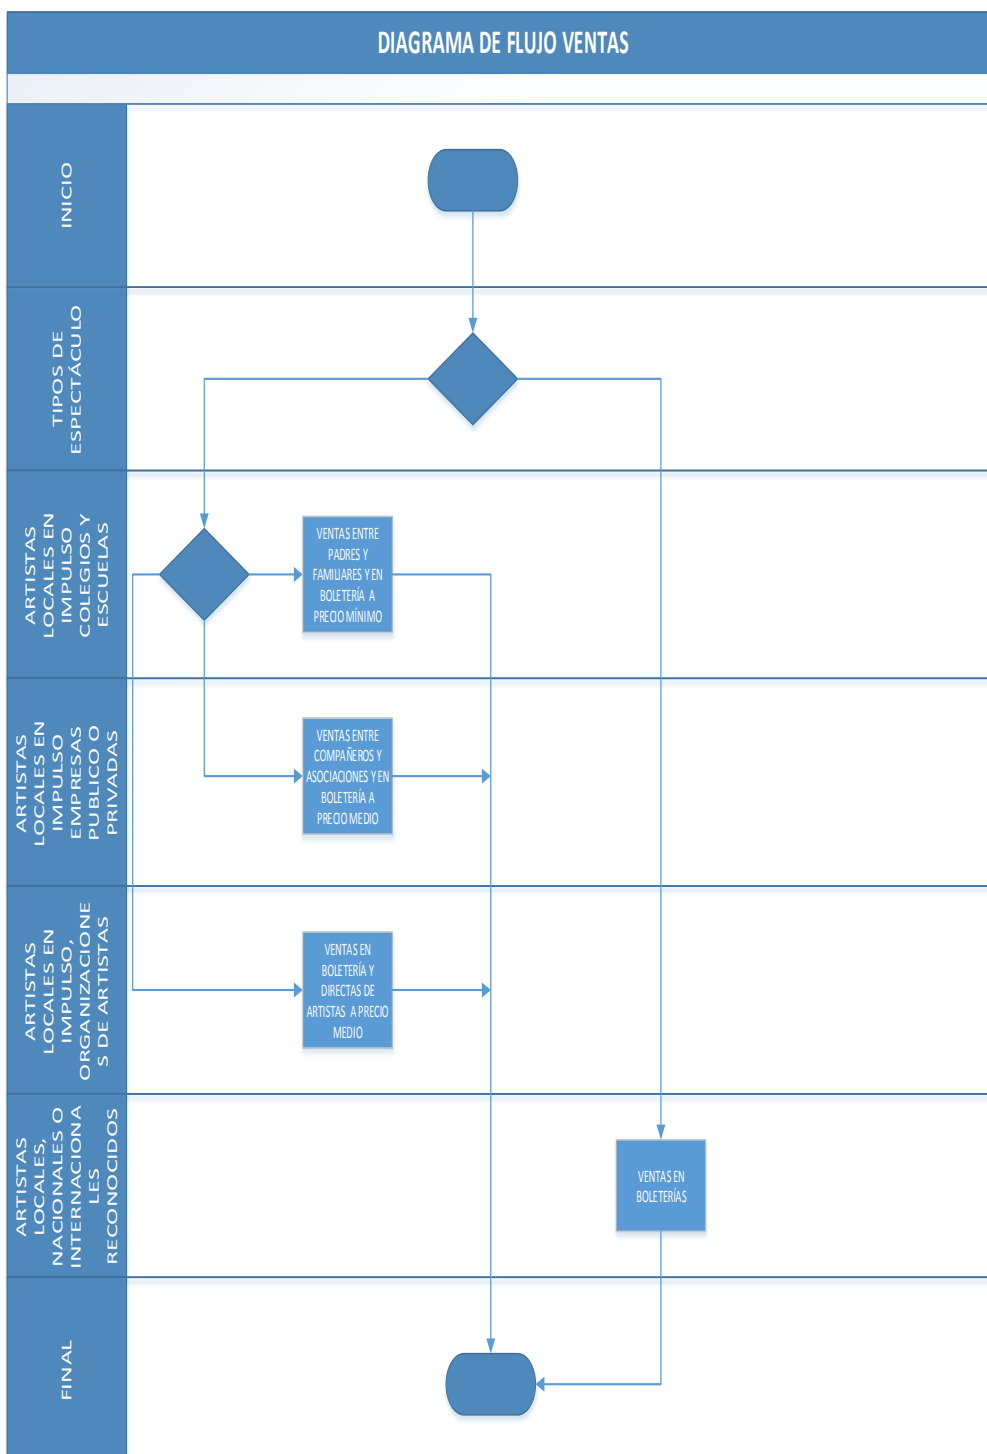 DIAGRAMA DE FLUJO VENTAS
INICIO
TIPOS DE
ESPECTÁCULO
ARTISTAS
LOCALES EN
IMPULSO
COLEGIOS Y
ESCUELAS
VENTAS ENTRE
PADRES Y
FAMILIARES Y EN
BOLETERÍA A
PRECIO MÍNIMO
ARTISTAS
LOCALES EN
IMPULSO
EMPRESAS
PUBLICO O
PRIVADAS
VENTAS ENTRE
COMPAÑEROS Y
ASOCIACIONES Y EN
BOLETERÍA A
PRECIO MEDIO
ARTISTAS
LOCALES EN
IMPULSO,
ORGANIZACIONE
S DE ARTISTAS
VENTAS EN
BOLETERÍA Y
DIRECTAS DE
ARTISTAS A PRECIO
MEDIO
ARTISTAS
LOCALES,
NACIONALES O
INTERNACIONA
LES
RECONOCIDOS
VENTAS EN
BOLETERÍAS
FINAL